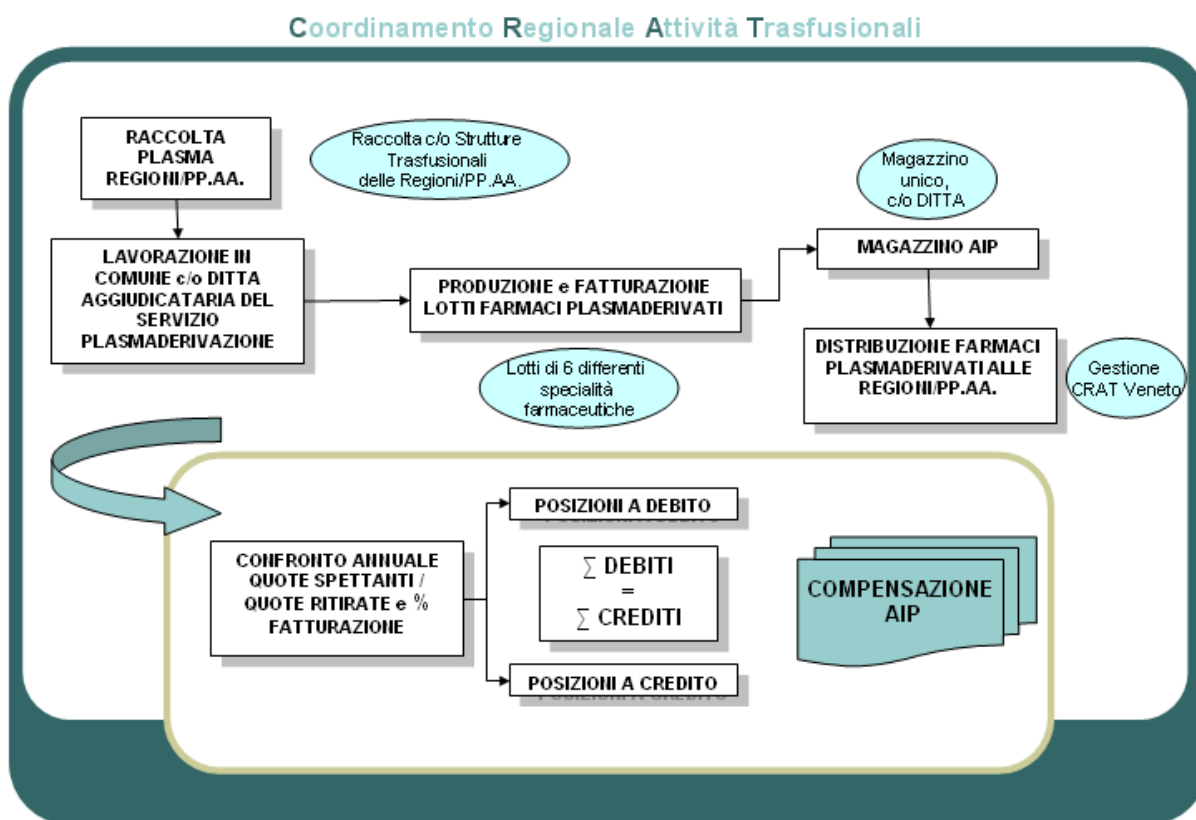 Coordinamento Regionale Attività Trasfusionali
RACCOLTA
PLASMA
REGIONI/PP.AA.
Raccolta c/o Strutture
Trasfusionali
delle Regioni/PP.AA.
Magazzino
unico,
c/o DITTA
LAVORAZIONE IN
COMUNE c/o DITTA
AGGIUDICATARIA DEL
SERVIZIO
PLASMADERIVAZIONE
PRODUZIONE e FATTURAZIONE
LOTTI FARMACI PLASMADERIVATI
MAGAZZINO AIP
Lotti di 6 differenti
specialità
farmaceutiche
DISTRIBUZIONE FARMACI
PLASMADERIVATI ALLE
REGIONI/PP.AA.
Gestione
CRAT Veneto
CONFRONTO ANNUALE
QUOTE SPETTANTI /
QUOTE RITIRATE e %
FATTURAZIONE
POSIZIONI A DEBITO
∑ DEBITI
=
∑ CREDITI
POSIZIONI A CREDITO
COMPENSAZIONE
AIP